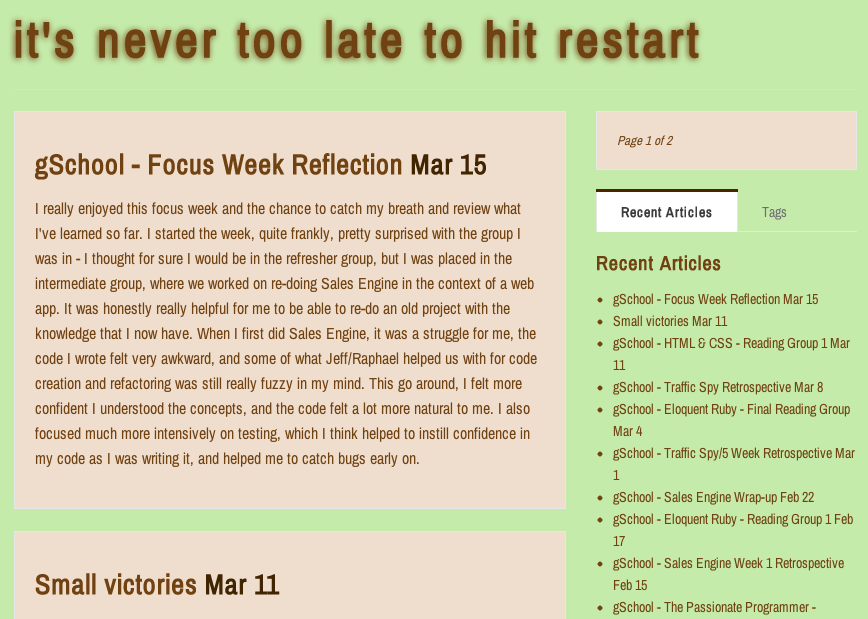 it's never too late to hit restart
gSchool - Focus Week Reflection Mar 15
I really enjoyed this focus week and the chance to catch my breath and review what
I've learned so far. I started the week, quite frankly, pretty surprised with the group I
was in - I thought for sure I would be in the refresher group, but I was placed in the
intermediate group, where we worked on re-doing Sales Engine in the context of a web
app. It was honestly really helpful for me to be able to re-do an old project with the
knowledge that I now have. When I first did Sales Engine, it was a struggle for me, the
code I wrote felt very awkward, and some of what Jeff/Raphael helped us with for code
creation and refactoring was still really fuzzy in my mind. This go around, I felt more
confident I understood the concepts, and the code felt a lot more natural to me. I also
focused much more intensively on testing, which I think helped to instill confidence in
my code as I was writing it, and helped me to catch bugs early on.
Small victories Mar 11
Page 1 of 2
Recent Articles Tags
Recent Articles
gSchool - Focus Week Reflection Mar 15
Small victories Mar 11
gSchool - HTML & CSS - Reading Group 1 Mar
11
gSchool - Traffic Spy Retrospective Mar 8
gSchool - Eloquent Ruby - Final Reading Group
Mar 4
gSchool - Traffic Spy/5 Week Retrospective Mar
1
gSchool - Sales Engine Wrap-up Feb 22
gSchool - Eloquent Ruby - Reading Group 1 Feb
17
gSchool - Sales Engine Week 1 Retrospective
Feb 15
gSchool - The Passionate Programmer -